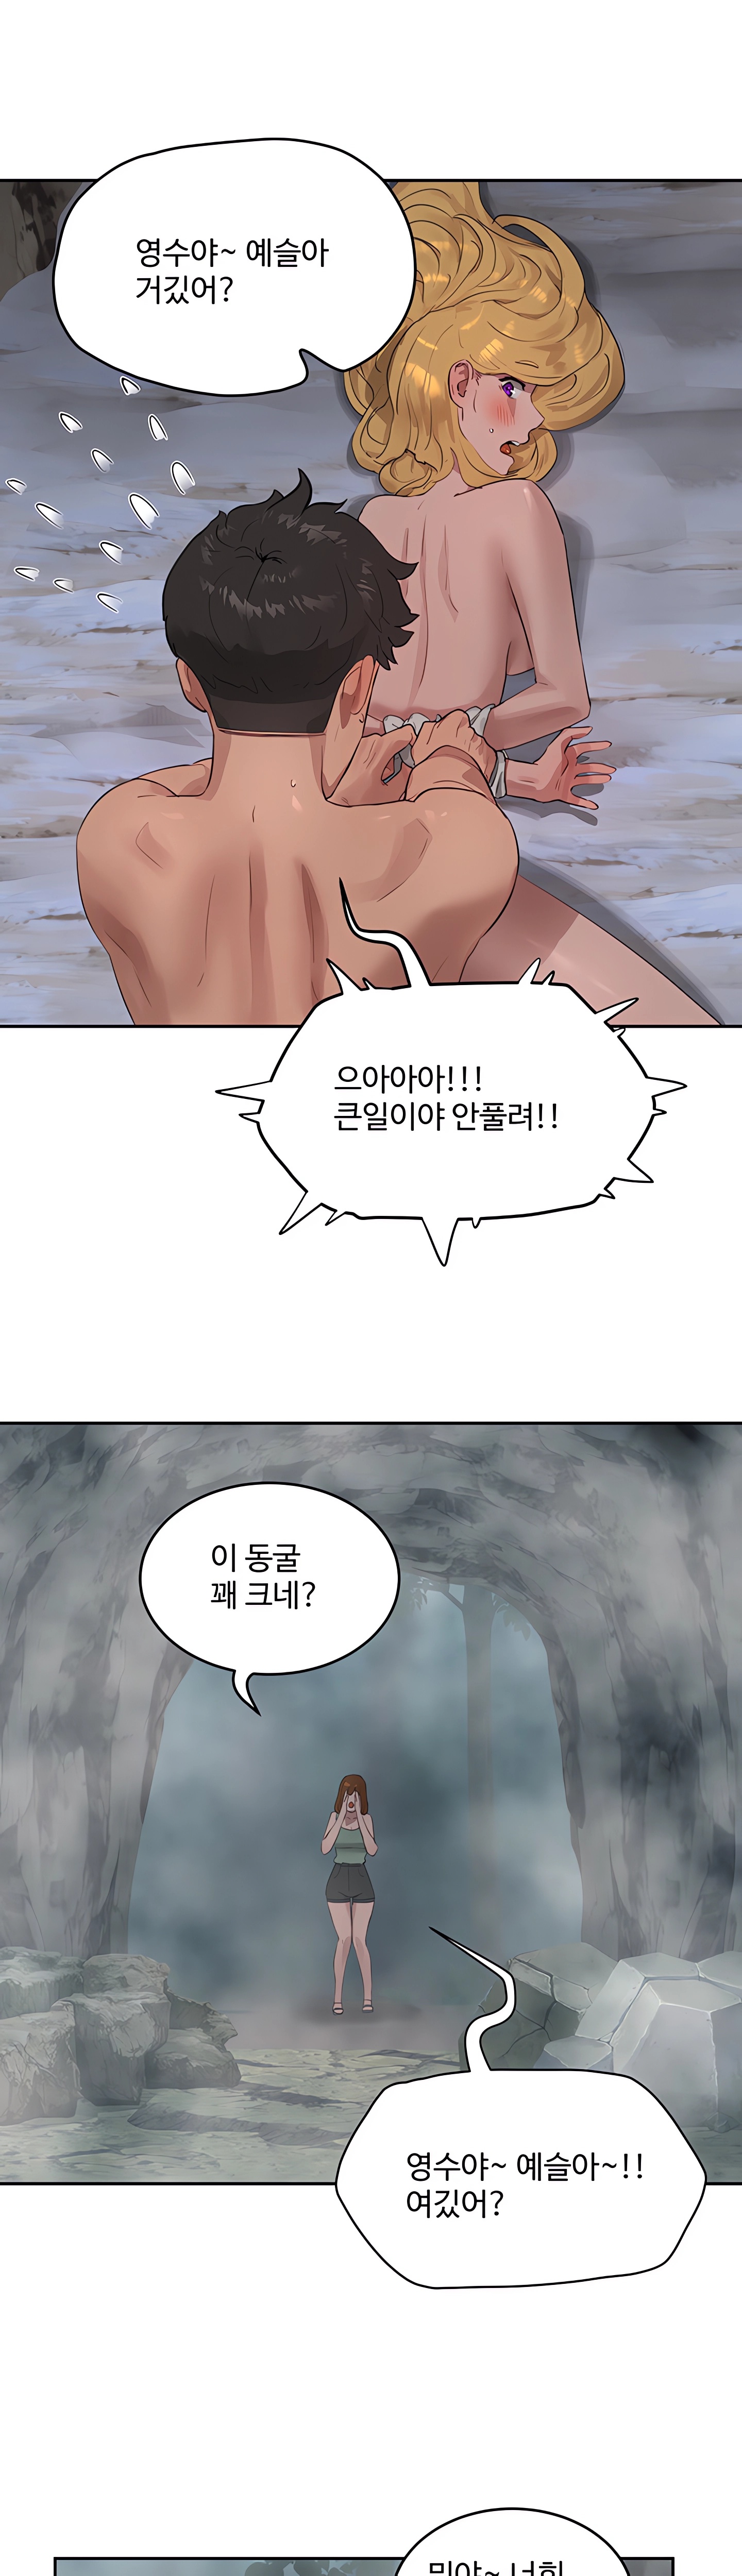 영수야~ 예슬아
거깄어?
으아아아!!!
큰일이야 안풀려!!
이 동굴
꽤 크네?
영수야~ 예슬아~!!
여깄어?